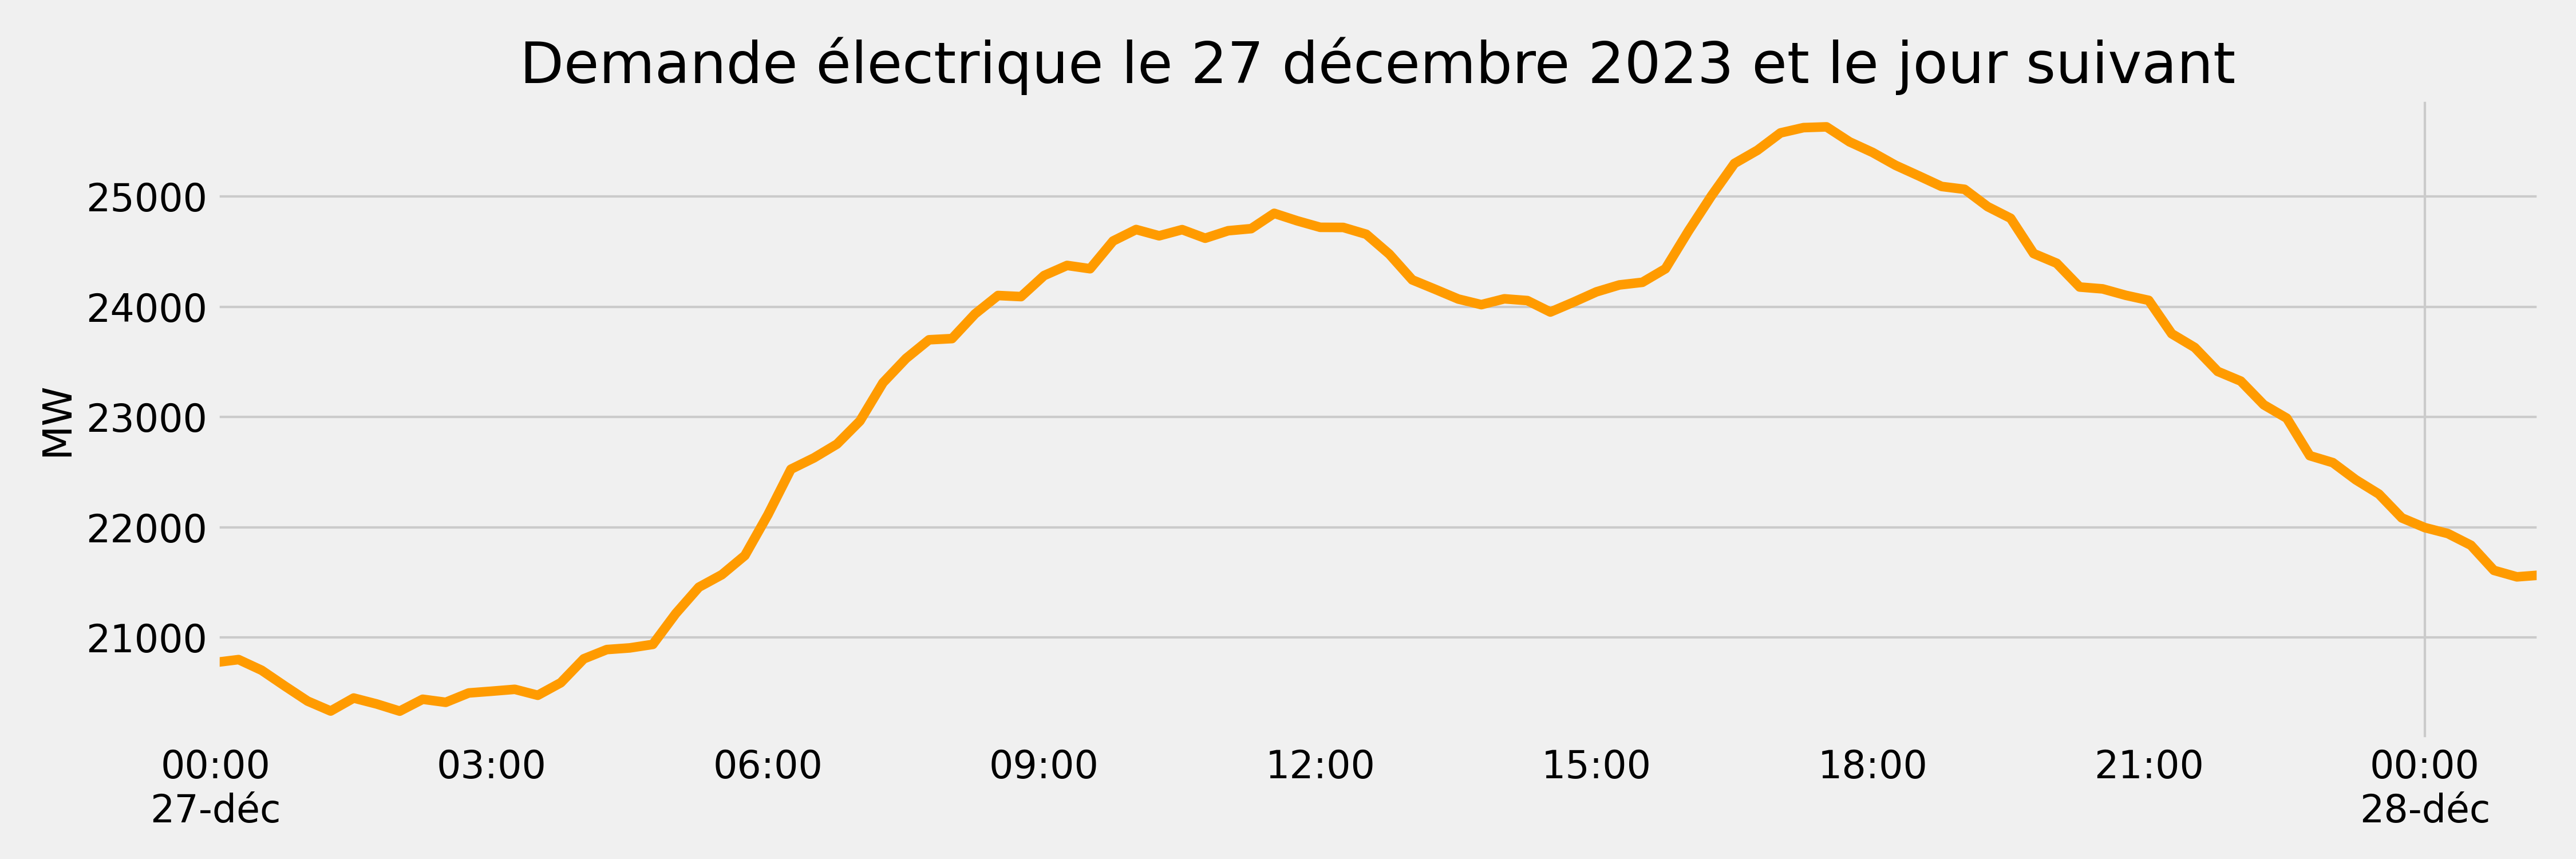 Demande électrique le 27 décembre 2023 et le jour suivant
MW
25000
24000
23000
22000
21000
00:00 03:00 06:00 09:00 12:00 15:00 18:00 21:00 00:00
27-déc 28-déc